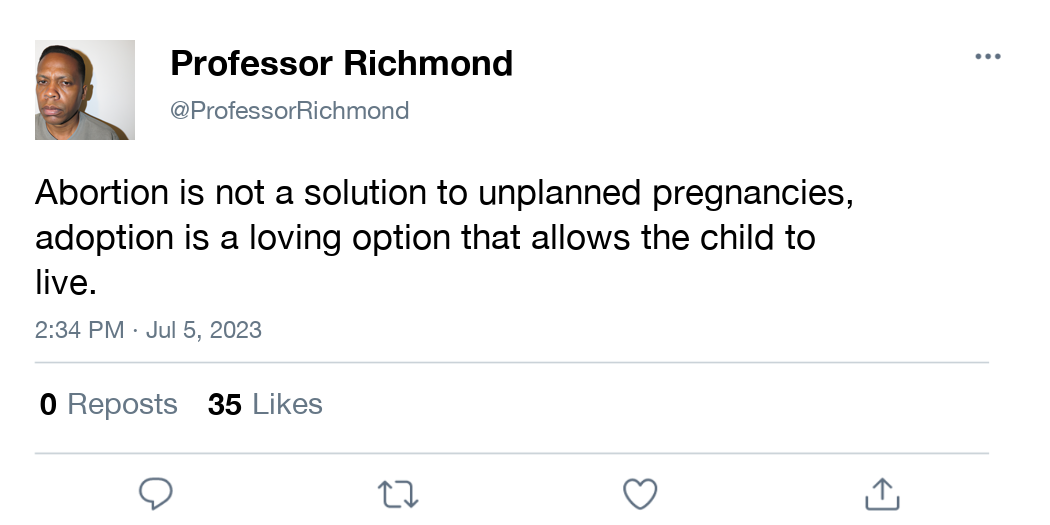 Professor Richmond
@ProfessorRichmond
Abortion is not a solution to unplanned pregnancies,
adoption is a loving option that allows the child to
live.
2:34 PM · Jul 5, 2023
0 Reposts 35 Likes